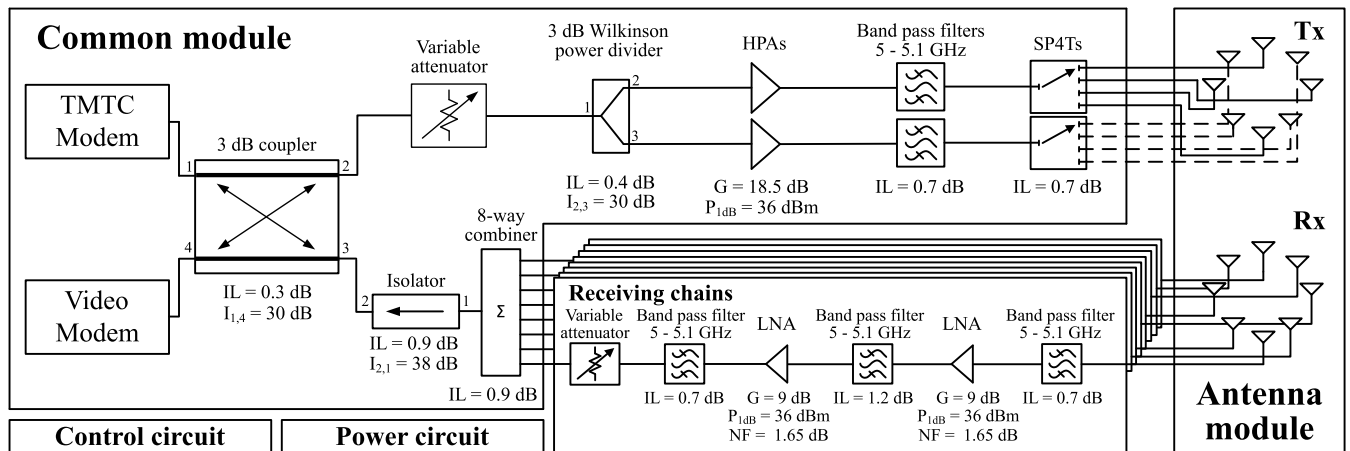 Common module
TMTC
Modem
Video
Modem
3 dB coupler
1
2
4
3
IL = 0.3 dB
I1,4 = 30 dB
Variable
attenuator
3 dB Wilkinson
power divider
1
2
3
IL = 0.4 dB
I2,3 = 30 dB
HPAs
G = 18.5 dB
P1dB = 36 dBm
Band pass filters
5 - 5.1 GHz
IL = 0.7 dB
SP4Ts
IL = 0.7 dB
Tx
Isolator
2
1
IL = 0.9 dB
I2,1 = 38 dB
8-way
combiner
Σ
IL = 0.9 dB
Receiving chains
Variable
attenuator
Band pass filter
5 - 5.1 GHz
IL = 0.7 dB
LNA
G = 9 dB
P1dB = 36 dBm
NF = 1.65 dB
Band pass filter
5 - 5.1 GHz
IL = 1.2 dB
LNA
G = 9 dB
P1dB = 36 dBm
NF = 1.65 dB
Band pass filter
5 - 5.1 GHz
IL = 0.7 dB
Rx
Antenna
module
Control circuit
Power circuit